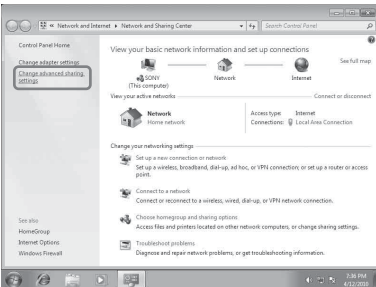 « Network and Internet ▸ Network and Sharing Center
Search Control Panel
Control Panel Home
Change adapter settings
Change advanced sharing settings
View your basic network information and set up connections
See full map
SONY
(This computer)
Network
Internet
View your active networks
Connect or disconnect
Network
Home network
Access type: Internet
Connections: Local Area Connection
Change your networking settings
Set up a new connection or network
Set up a wireless, broadband, dial-up, ad hoc, or VPN connection; or set up a router or access
point.
Connect to a network
Connect or reconnect to a wireless, wired, dial-up, or VPN network connection.
Choose homegroup and sharing options
Access files and printers located on other network computers, or change sharing settings.
Troubleshoot problems
Diagnose and repair network problems, or get troubleshooting information.
See also
HomeGroup
Internet Options
Windows Firewall
7:36 PM
4/12/2010